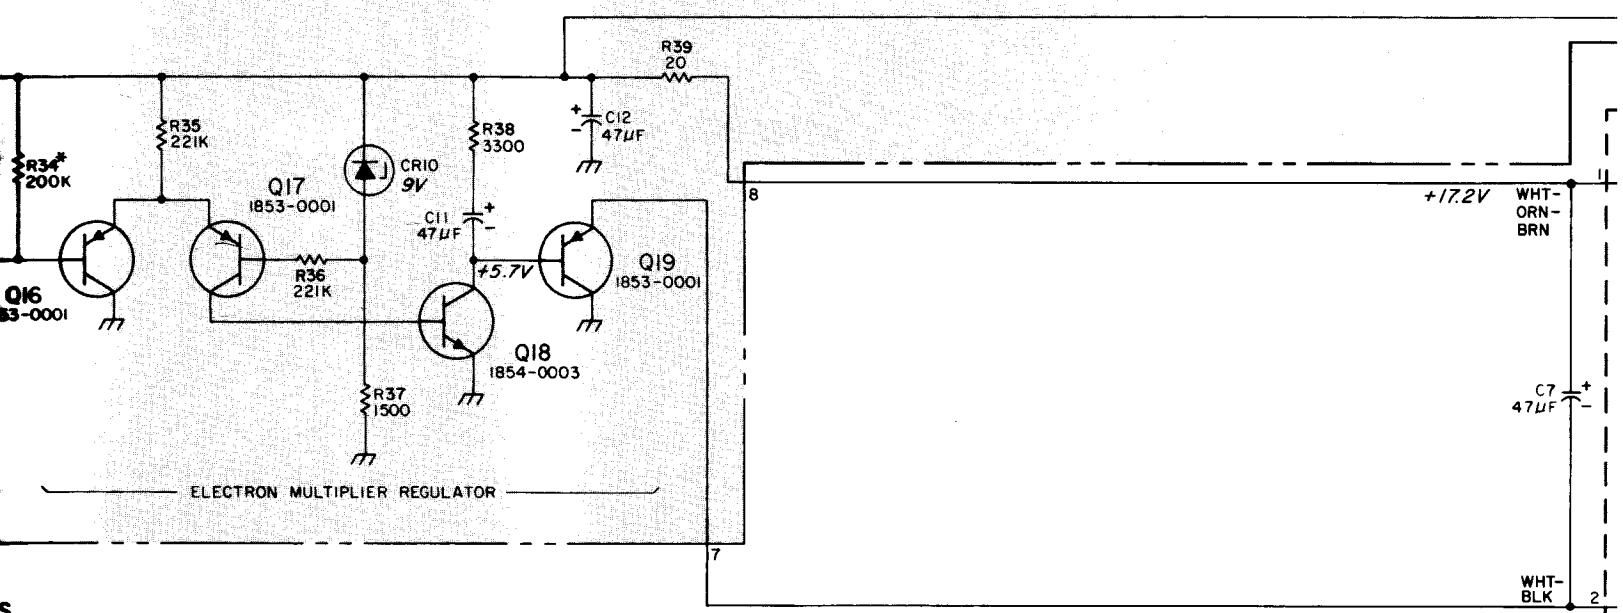 R39
20
+
-
C12
47µF
R35
221K
R38
3300
R34*
200K
CR10
9V
Q17
1853-0001
8
+17.2V
1
WHT-
ORN-
BRN
C11
47µF
+
-
+5.7V
R36
221K
Q19
1853-0001
Q16
53-0001
Q18
1854-0003
R37
1500
C7
47µF
+
-
ELECTRON MULTIPLIER REGULATOR
7
WHT-
BLK
2
S